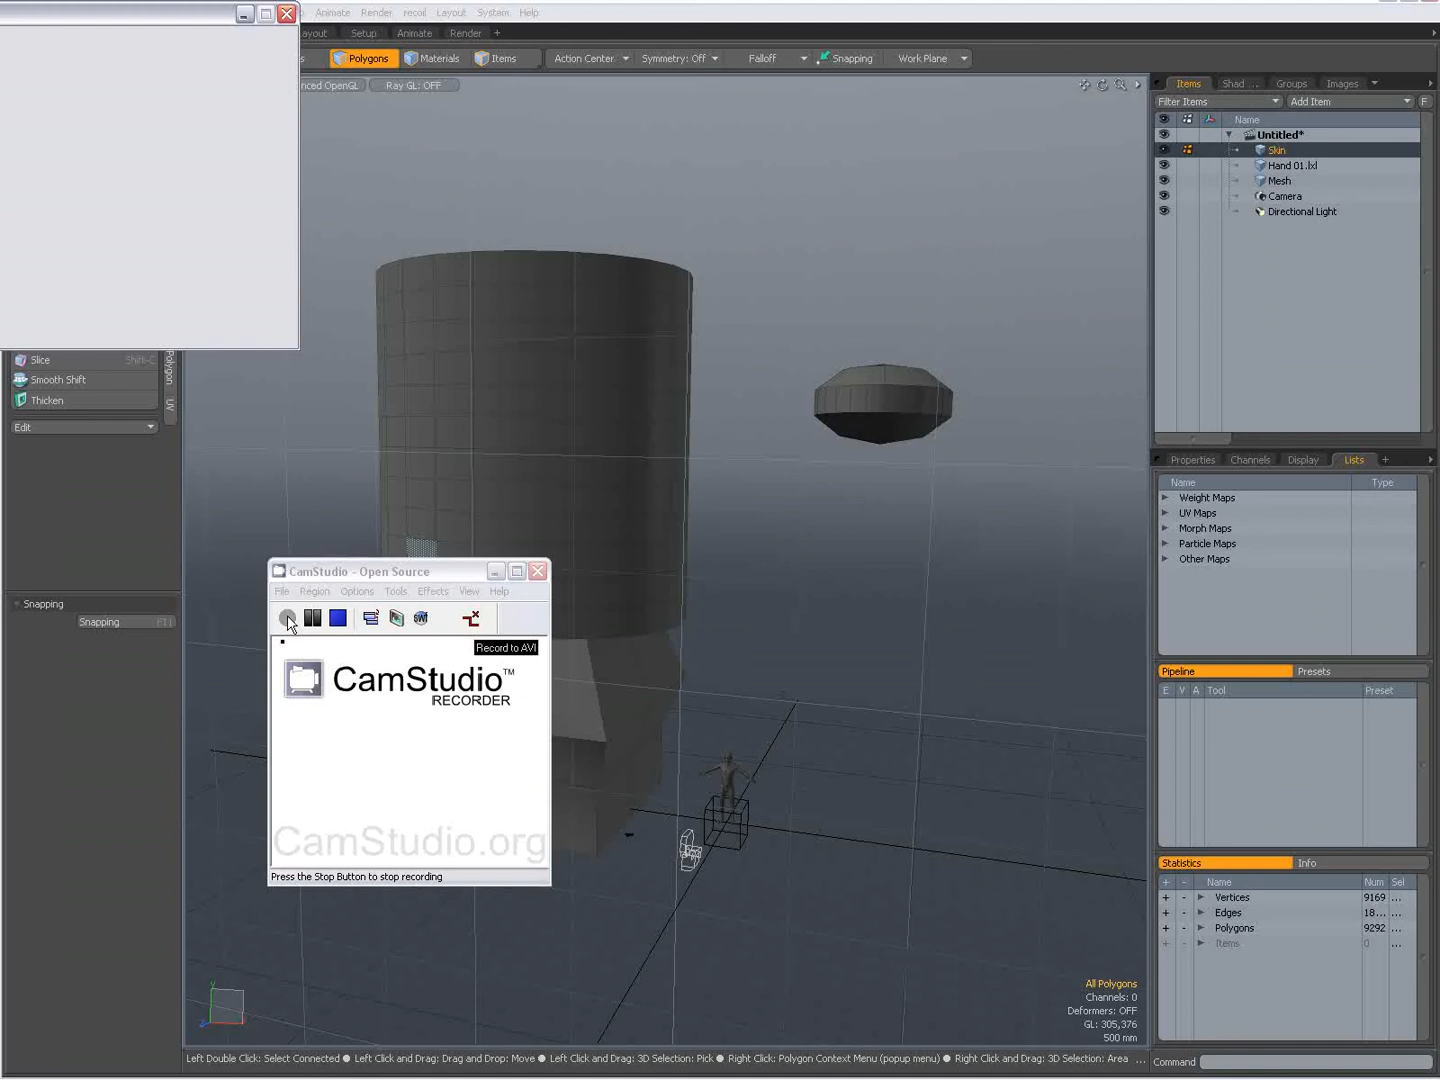 Animate Render recoil Layout System Help
ayout Setup Animate Render +
s Polygons Materials Items Action Center Symmetry: Off Falloff Snapping Work Plane
nced OpenGL Ray GL: OFF
Items Shad ... Groups Images
Filter Items Add Item F
Name
Untitled*
Skin
Hand 01.lxl
Mesh
Camera
Directional Light
Slice Shift-C
Smooth Shift
Thicken
Edit
Polygon
UV
Properties Channels Display Lists +
Name Type
Weight Maps
UV Maps
Morph Maps
Particle Maps
Other Maps
Snapping
Snapping F11
CamStudio - Open Source
File Region Options Tools Effects View Help
SWF
Record to AVI
CamStudio™
RECORDER
CamStudio.org
Press the Stop Button to stop recording
Pipeline Presets
E V A Tool Preset
Statistics Info
+ - Name Num Sel
+ - Vertices 9169 ...
+ - Edges 18... ...
+ - Polygons 9292 ...
+ - Items 0 ...
All Polygons
Channels: 0
Deformers: OFF
GL: 305,376
500 mm
Left Double Click: Select Connected ● Left Click and Drag: Drag and Drop: Move ● Left Click and Drag: 3D Selection: Pick ● Right Click: Polygon Context Menu (popup menu) ● Right Click and Drag: 3D Selection: Area ...
Command